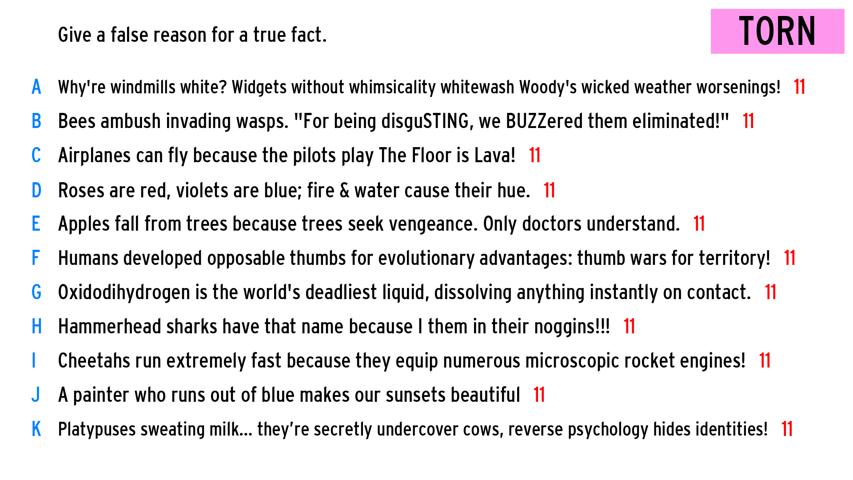 Give a false reason for a true fact.
TORN
A Why're windmills white? Widgets without whimsicality whitewash Woody's wicked weather worsenings! 11
B Bees ambush invading wasps. "For being disguSTING, we BUZZered them eliminated!" 11
C Airplanes can fly because the pilots play The Floor is Lava! 11
D Roses are red, violets are blue; fire & water cause their hue. 11
E Apples fall from trees because trees seek vengeance. Only doctors understand. 11
F Humans developed opposable thumbs for evolutionary advantages: thumb wars for territory! 11
G Oxidodihydrogen is the world's deadliest liquid, dissolving anything instantly on contact. 11
H Hammerhead sharks have that name because I them in their noggins!!! 11
I Cheetahs run extremely fast because they equip numerous microscopic rocket engines! 11
J A painter who runs out of blue makes our sunsets beautiful 11
K Platypuses sweating milk... they’re secretly undercover cows, reverse psychology hides identities! 11